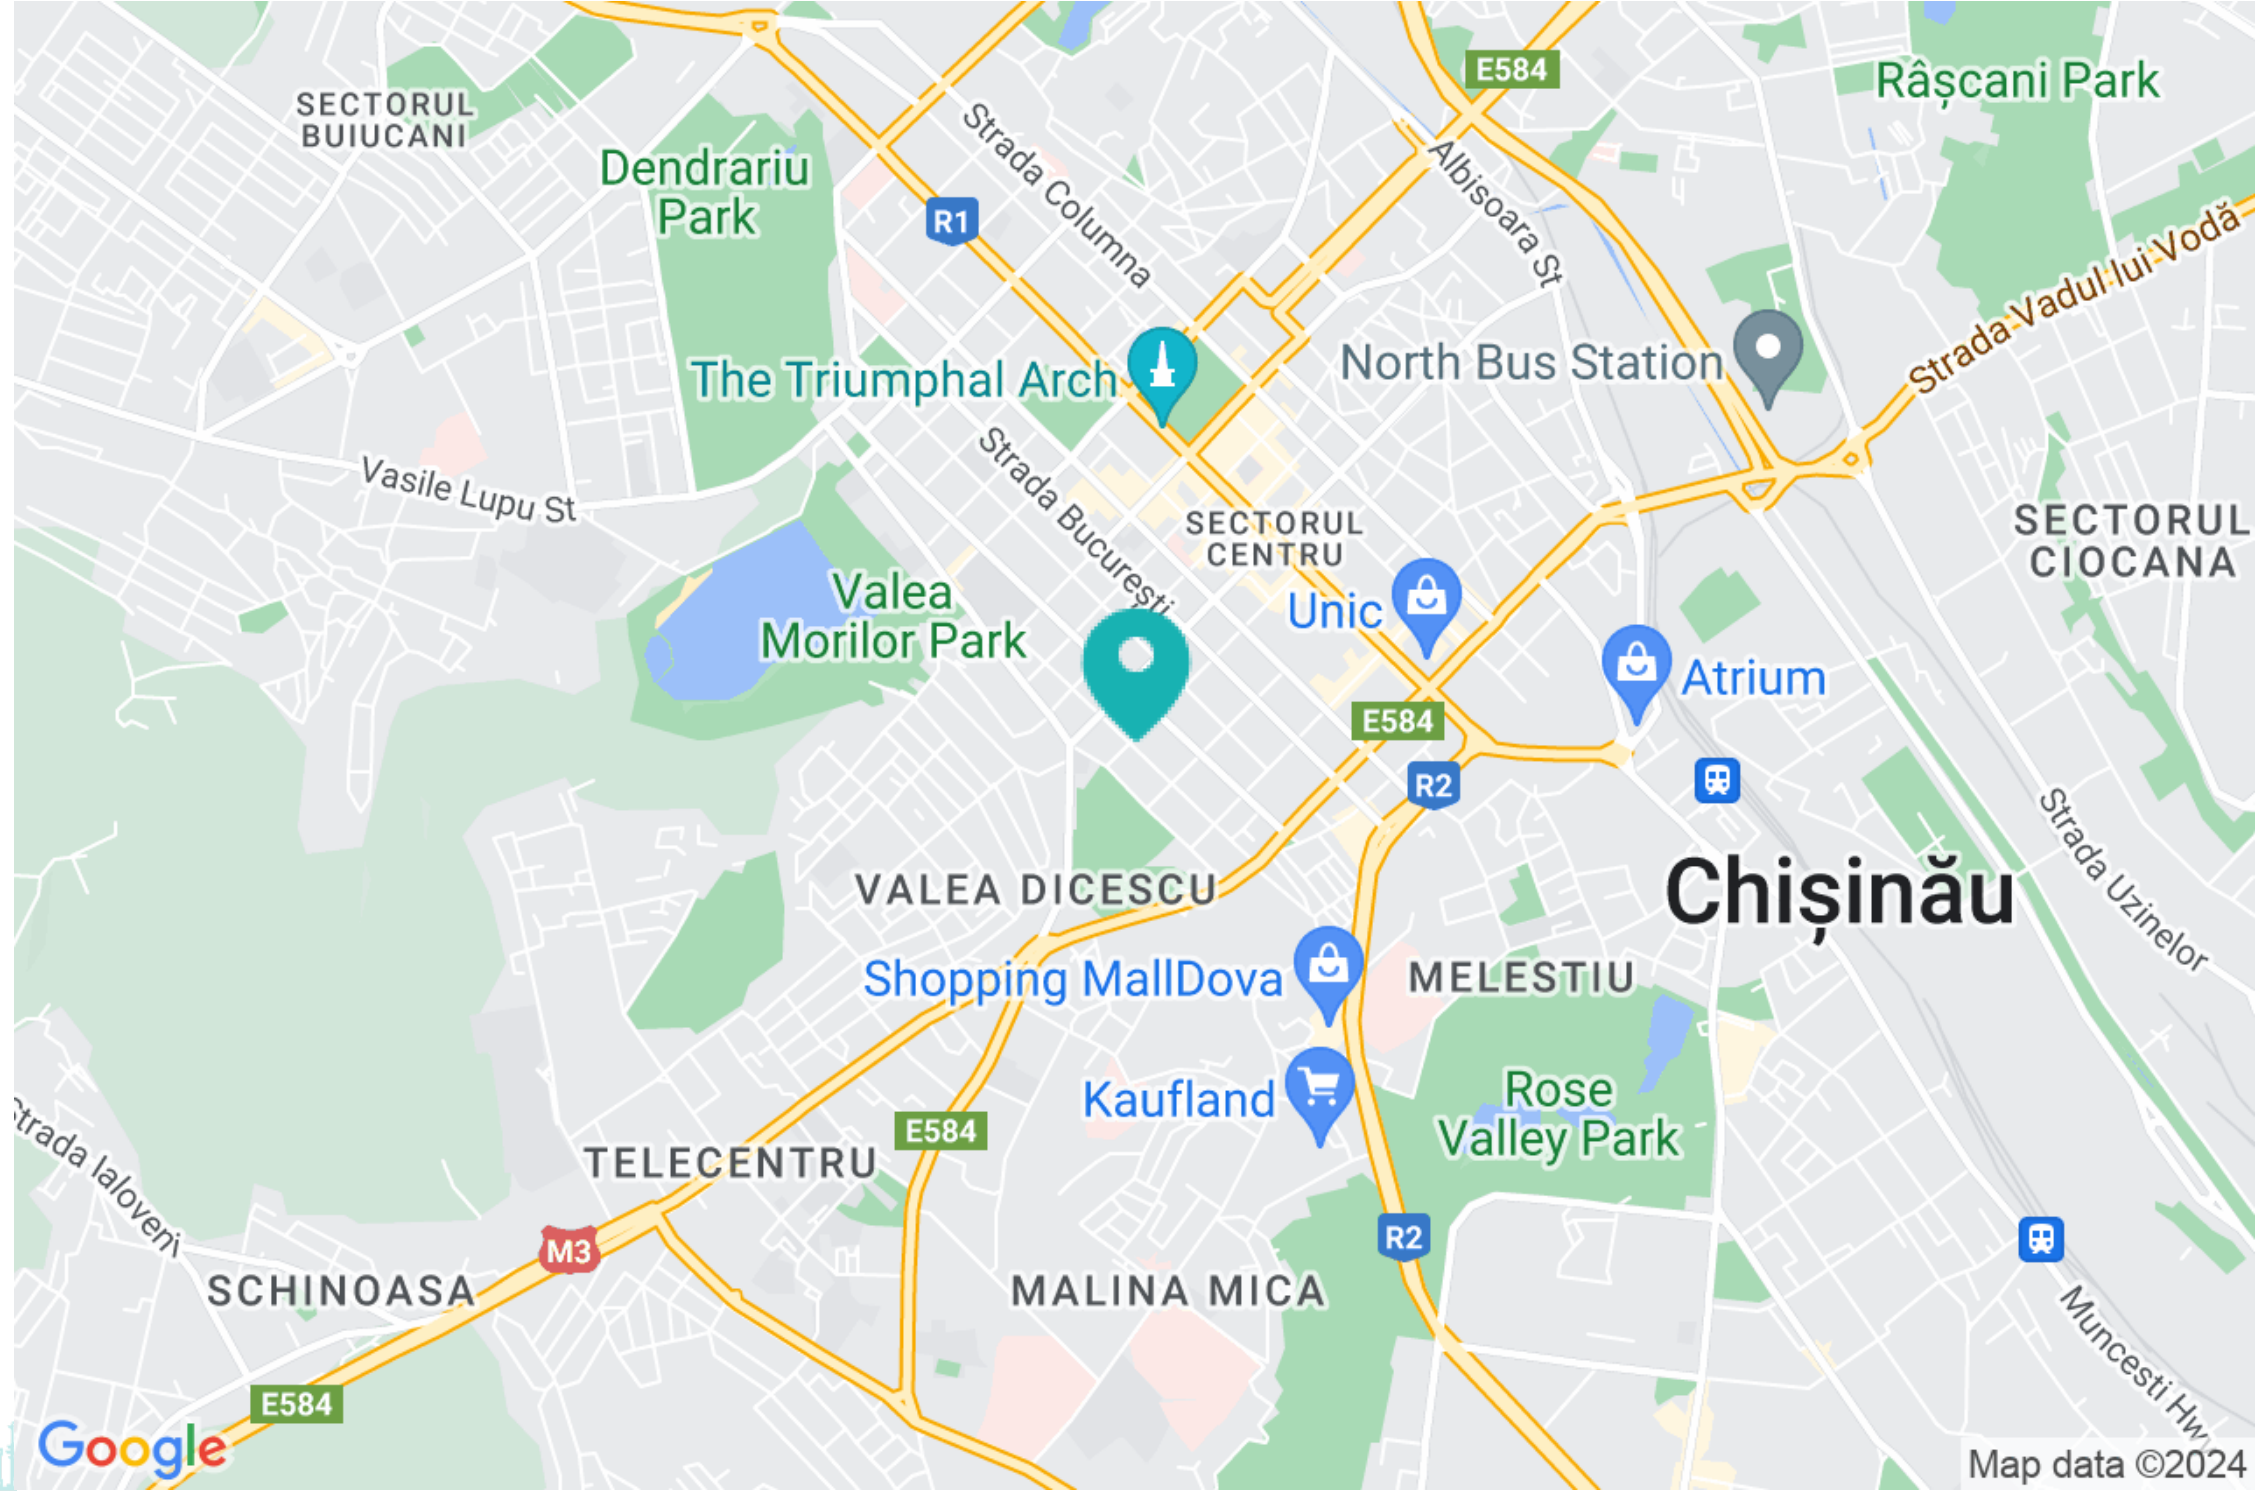 E584
Râșcani Park
SECTORUL
BUIUCANI
Dendrariu
Park
Strada Columna
Albisoara St
R1
Strada Vadul lui Vodă
The Triumphal Arch
North Bus Station
Vasile Lupu St
Strada București
SECTORUL
CENTRU
SECTORUL
CIOCANA
Valea
Morilor Park
Unic
Atrium
E584
R2
Strada Uzinelor
VALEA DICESCU
Chișinău
Shopping MallDova
MELESTIU
Kaufland
Rose
Valley Park
E584
Strada Ialoveni
TELECENTRU
M3
R2
SCHINOASA
MALINA MICA
Muncesti Hwy
E584
Google
Map data ©2024